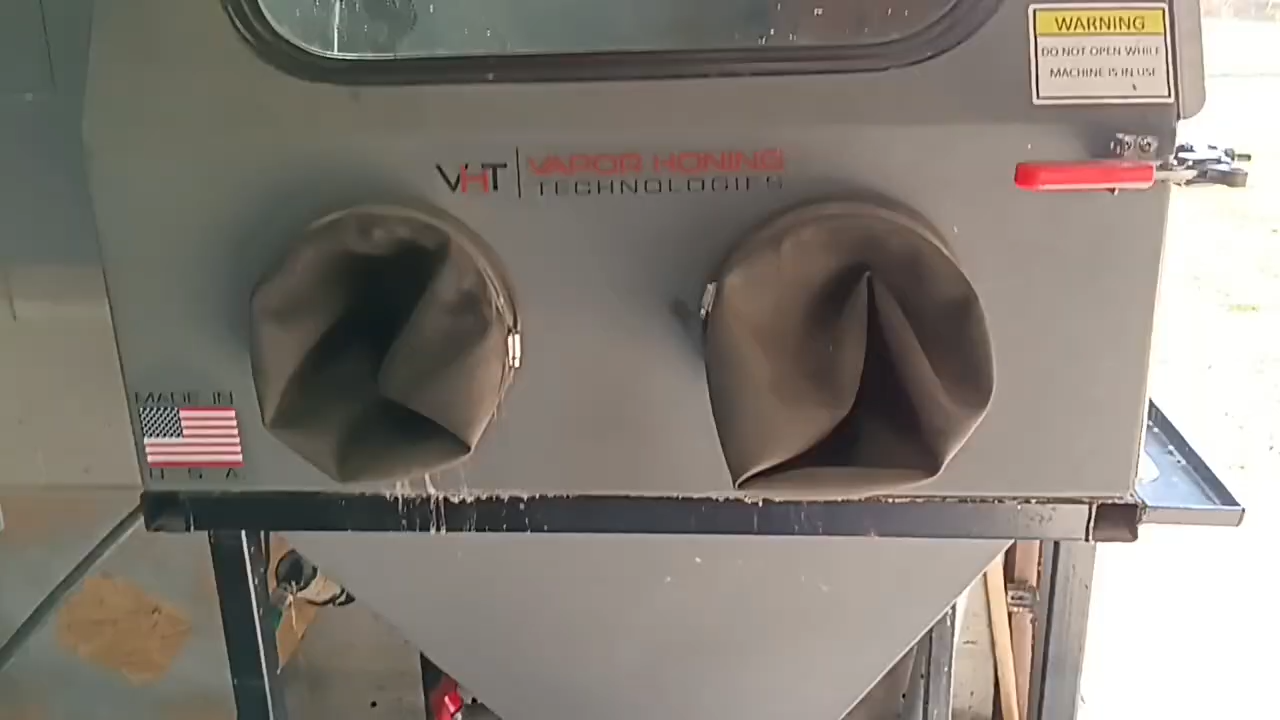 WARNING
DO NOT OPEN WHILE
MACHINE IS IN USE
VHT
VAPOR HONING
TECHNOLOGIES
MADE IN
U S A